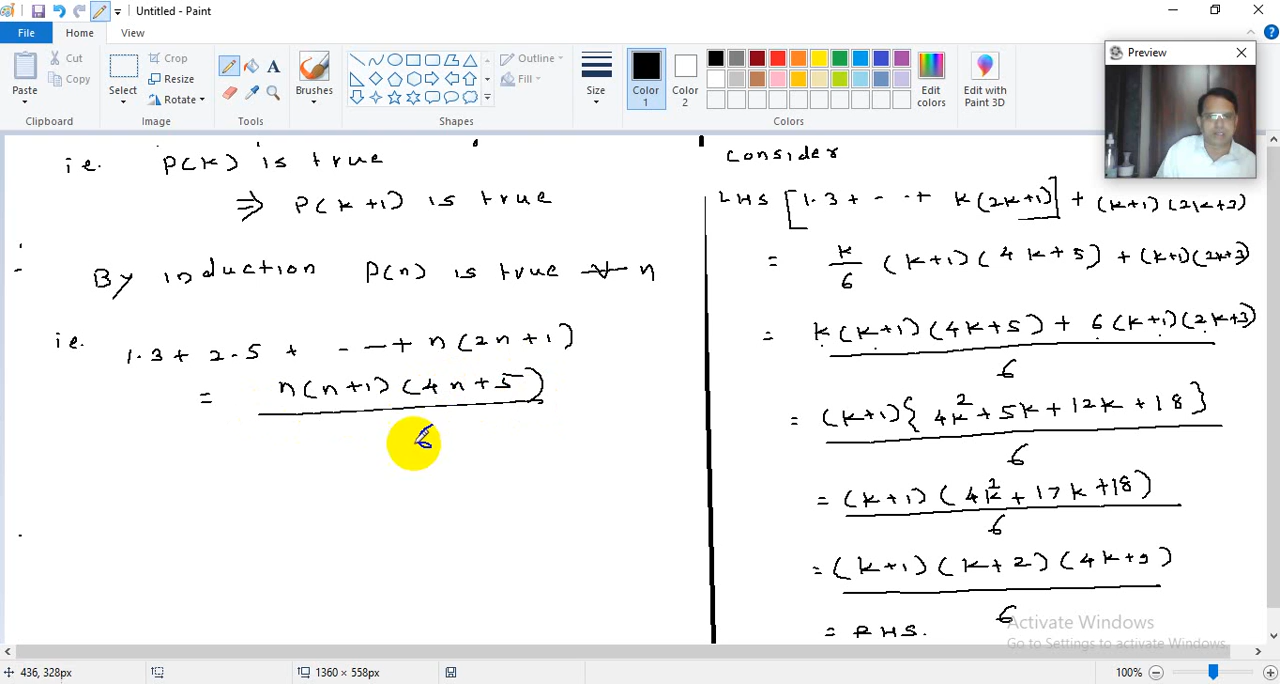 Untitled - Paint
File Home View
Paste
Cut
Copy
Clipboard
Select
Crop
Resize
Rotate
Image
Tools
Brushes
Shapes
Outline
Fill
Size
Color 1
Color 2
Colors
Edit colors
Edit with Paint 3D
Preview
i.e. P(k) is true
⇒ P(k+1) is true
By induction P(n) is true ∀ n
i.e. 1.3 + 2.5 + - - + n(2n+1)
= n(n+1)(4n+5)
6
Consider
LHS [1.3 + - - + k(2k+1)] + (k+1)(2k+3)
= k/6 (k+1)(4k+5) + (k+1)(2k+3)
= k(k+1)(4k+5) + 6(k+1)(2k+3)
6
= (k+1){4k²+5k+12k+18}
6
= (k+1)(4k²+17k+18)
6
= (k+1)(k+2)(4k+9)
6
= RHS.
Activate Windows
Go to Settings to activate Windows.
436, 328px
1360 × 558px
100%